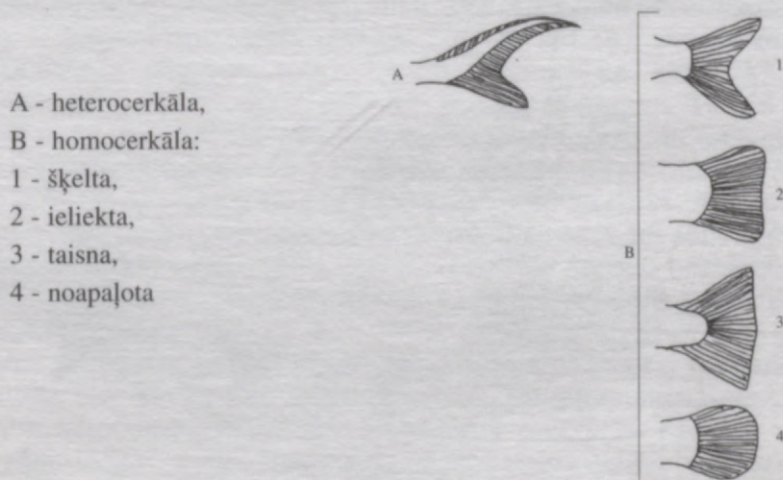 A - heterocerkāla,
B - homocerkāla:
1 - šķelta,
2 - ieliekta,
3 - taisna,
4 - noapaļota
A
B
1
2
3
4